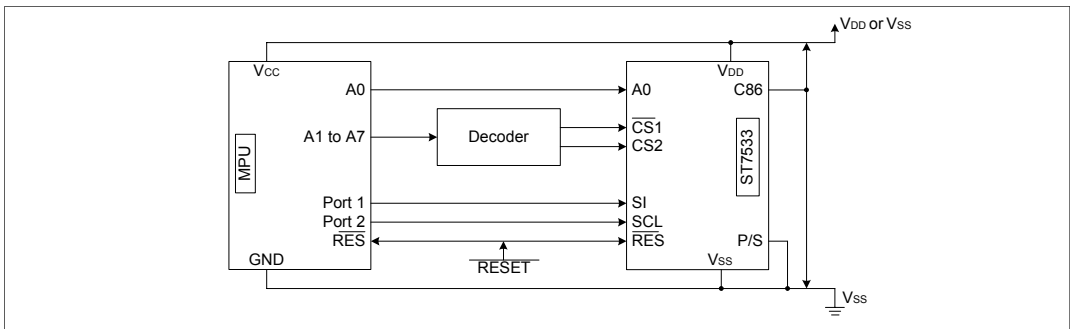 VDD or VSS
VCC
VDD
A0
A0
C86
A1 to A7
Decoder
CS1
CS2
MPU
ST7533
Port 1
SI
Port 2
SCL
RES
RES
P/S
GND
RESET
VSS
VSS